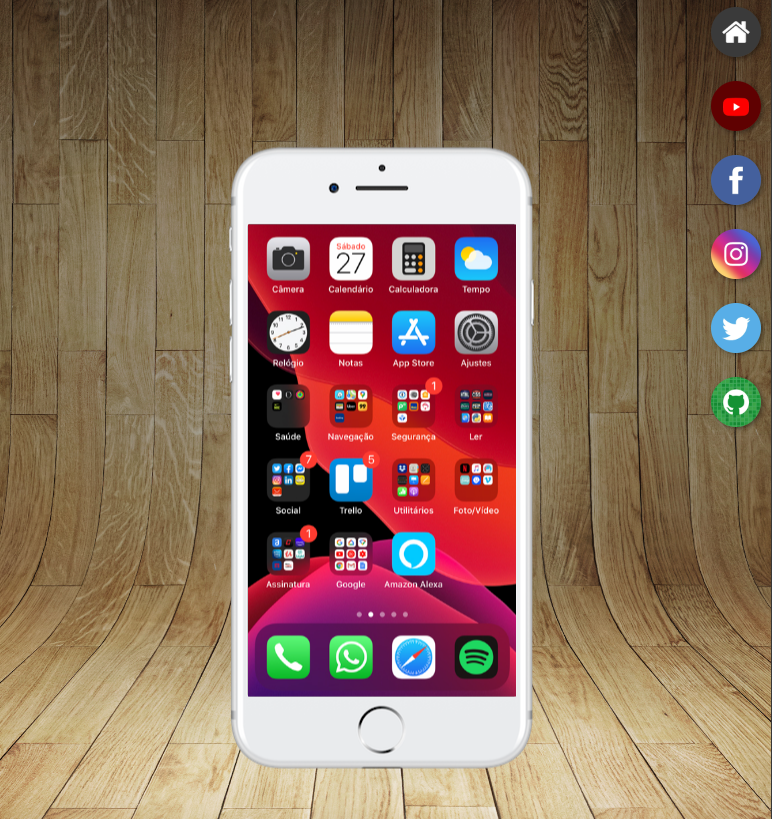 Sábado
27
Câmera
Calendário
Calculadora
Tempo
Relógio
Notas
App Store
Ajustes
1
Saúde
Navegação
Segurança
Ler
7
5
Social
Trello
Utilitários
Foto/Vídeo
1
Assinatura
Google
Amazon Alexa